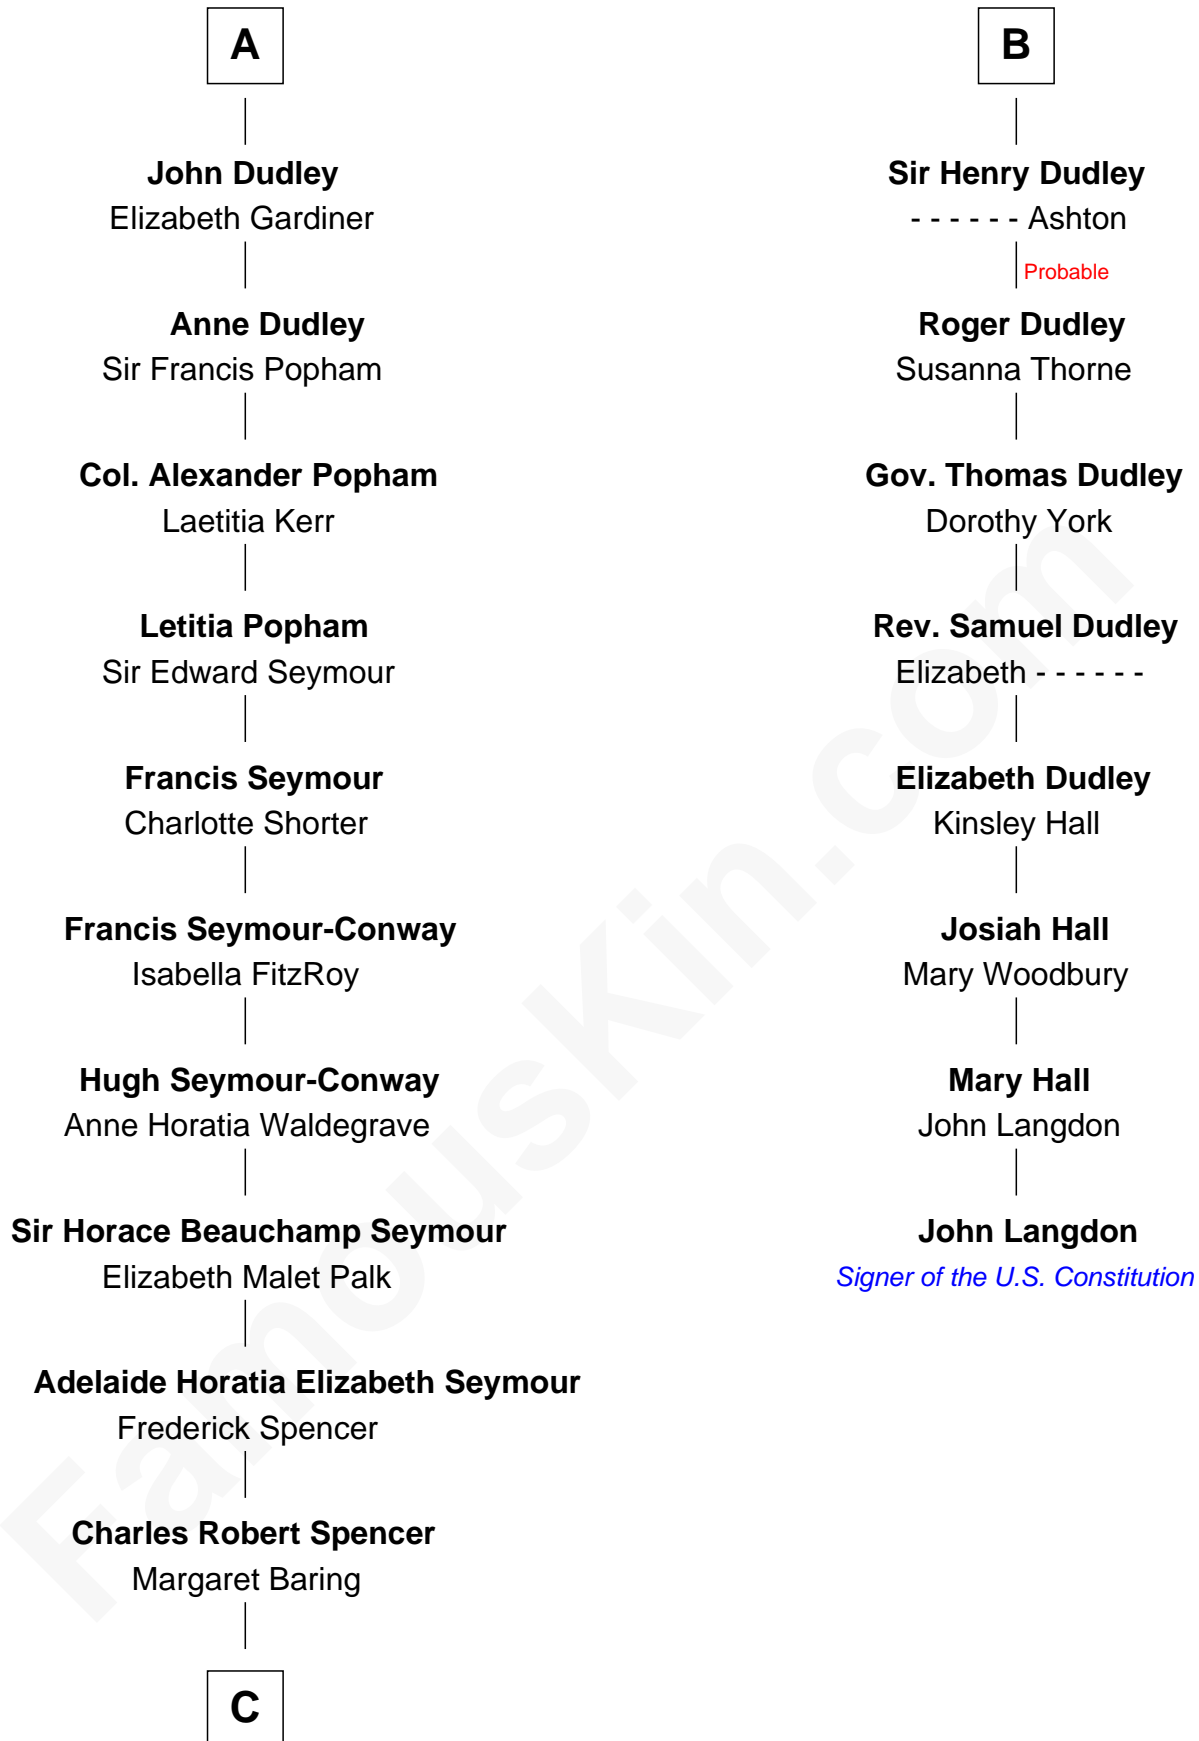 A
John Dudley
Elizabeth Gardiner
Anne Dudley
Sir Francis Popham
Col. Alexander Popham
Laetitia Kerr
Letitia Popham
Sir Edward Seymour
Francis Seymour
Charlotte Shorter
Francis Seymour-Conway
Isabella FitzRoy
Hugh Seymour-Conway
Anne Horatia Waldegrave
Sir Horace Beauchamp Seymour
Elizabeth Malet Palk
Adelaide Horatia Elizabeth Seymour
Frederick Spencer
Charles Robert Spencer
Margaret Baring
C
B
Sir Henry Dudley
- - - - - - Ashton
Probable
Roger Dudley
Susanna Thorne
Gov. Thomas Dudley
Dorothy York
Rev. Samuel Dudley
Elizabeth - - - - - -
Elizabeth Dudley
Kinsley Hall
Josiah Hall
Mary Woodbury
Mary Hall
John Langdon
John Langdon
Signer of the U.S. Constitution
FamousKin.com